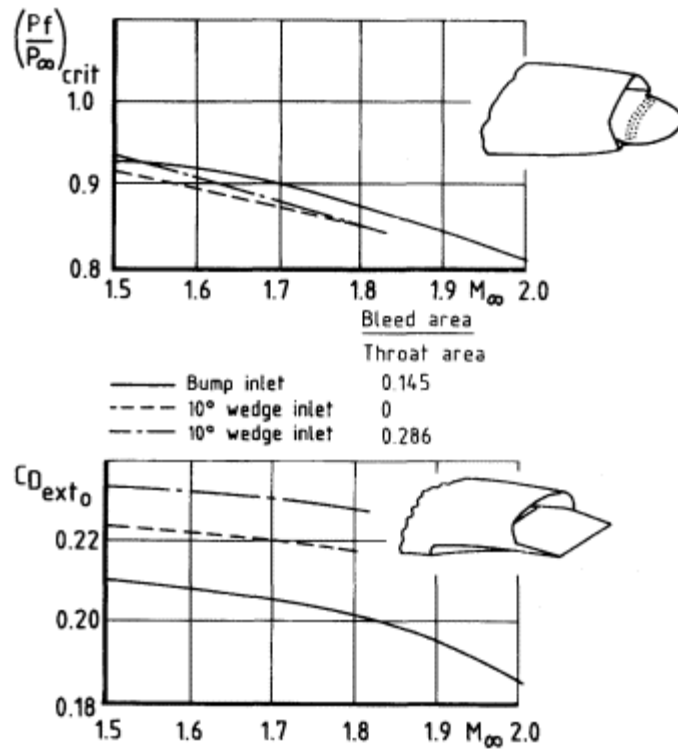 (Pf/P∞)crit
1.0
0.9
0.8
1.5 1.6 1.7 1.8 1.9 M∞ 2.0
Bleed area
Throat area
Bump inlet 0.145
10° wedge inlet 0
10° wedge inlet 0.286
CDext0
0.22
0.20
0.18
1.5 1.6 1.7 1.8 1.9 M∞ 2.0